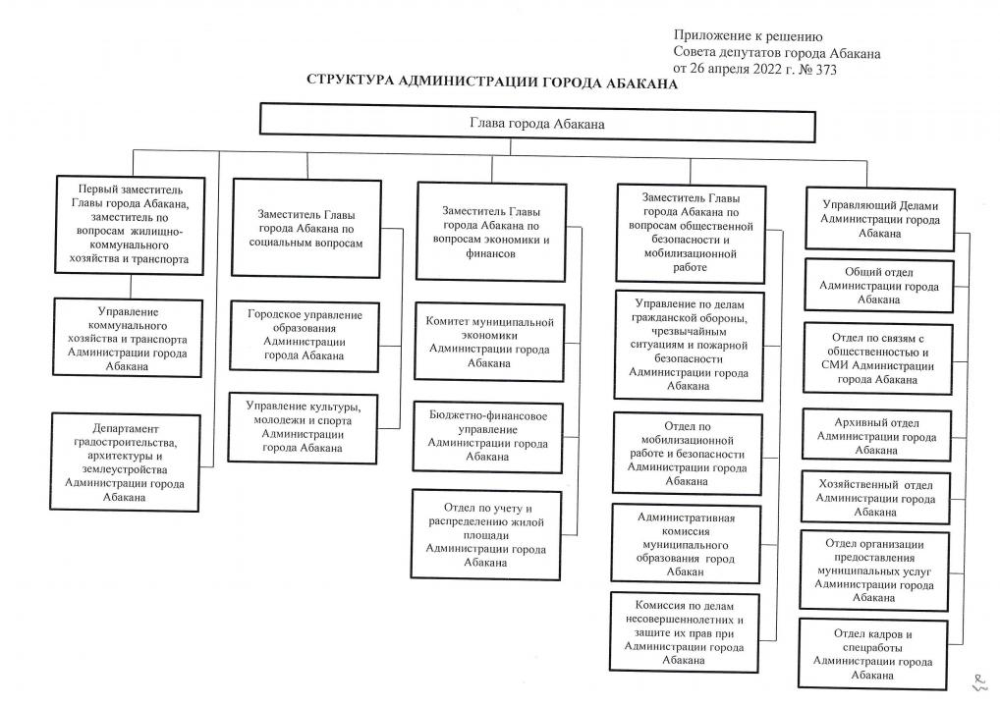 Приложение к решению
Совета депутатов города Абакана
от 26 апреля 2022 г. № 373
СТРУКТУРА АДМИНИСТРАЦИИ ГОРОДА АБАКАНА
Глава города Абакана
Первый заместитель
Главы города Абакана,
заместитель по
вопросам жилищно-
коммунального
хозяйства и транспорта
Управление
коммунального
хозяйства и транспорта
Администрации города
Абакана
Департамент
градостроительства,
архитектуры и
землеустройства
Администрации города
Абакана
Заместитель Главы
города Абакана по
социальным вопросам
Городское управление
образования
Администрации
города Абакана
Управление культуры,
молодежи и спорта
Администрации
города Абакана
Заместитель Главы
города Абакана по
вопросам экономики и
финансов
Комитет муниципальной
экономики
Администрации города
Абакана
Бюджетно-финансовое
управление
Администрации города
Абакана
Отдел по учету и
распределению жилой
площади
Администрации города
Абакана
Заместитель Главы
города Абакана по
вопросам общественной
безопасности и
мобилизационной
работе
Управление по делам
гражданской обороны,
чрезвычайным
ситуациям и пожарной
безопасности
Администрации города
Абакана
Отдел по
мобилизационной
работе и безопасности
Администрации города
Абакана
Административная
комиссия
муниципального
образования город
Абакан
Комиссия по делам
несовершеннолетних и
защите их прав при
Администрации города
Абакана
Управляющий Делами
Администрации города
Абакана
Общий отдел
Администрации города
Абакана
Отдел по связям с
общественностью и
СМИ Администрации
города Абакана
Архивный отдел
Администрации города
Абакана
Хозяйственный отдел
Администрации города
Абакана
Отдел организации
предоставления
муниципальных услуг
Администрации города
Абакана
Отдел кадров и
спецработы
Администрации города
Абакана